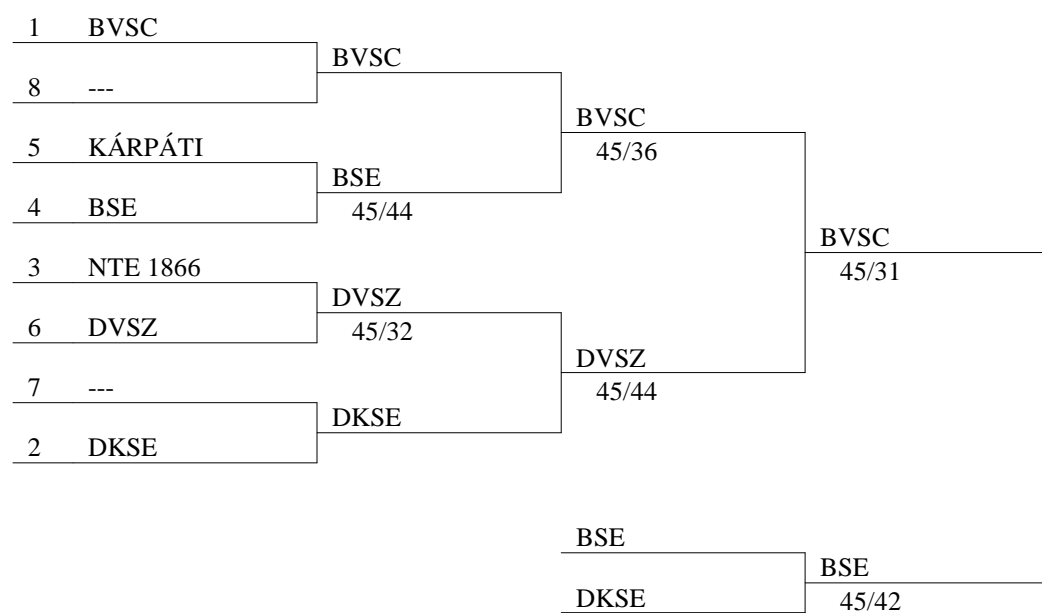 1 BVSC
BVSC
8 ---
BVSC
45/36
5 KÁRPÁTI
BSE
45/44
4 BSE
BVSC
45/31
3 NTE 1866
DVSZ
45/32
6 DVSZ
DVSZ
45/44
7 ---
DKSE
2 DKSE
BSE
BSE
45/42
DKSE